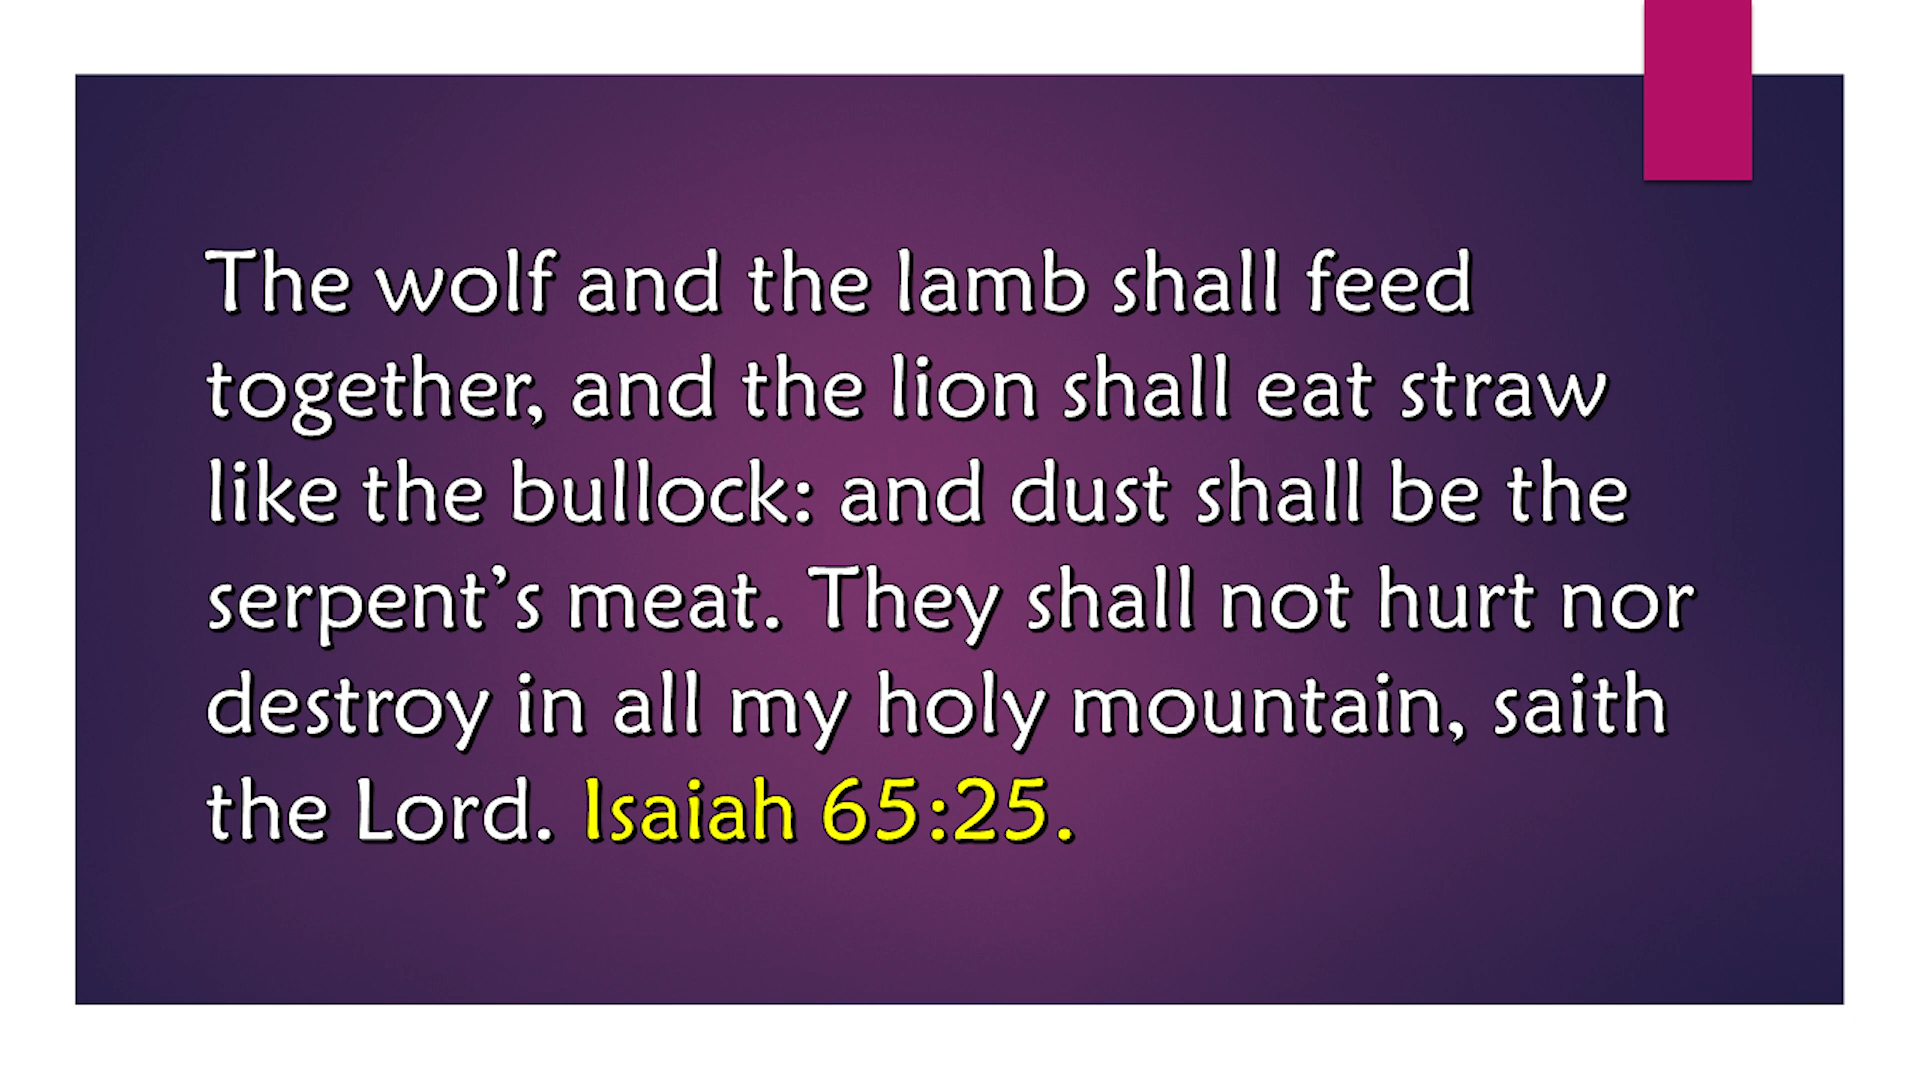 The wolf and the lamb shall feed
together, and the lion shall eat straw
like the bullock: and dust shall be the
serpent’s meat. They shall not hurt nor
destroy in all my holy mountain, saith
the Lord. Isaiah 65:25.